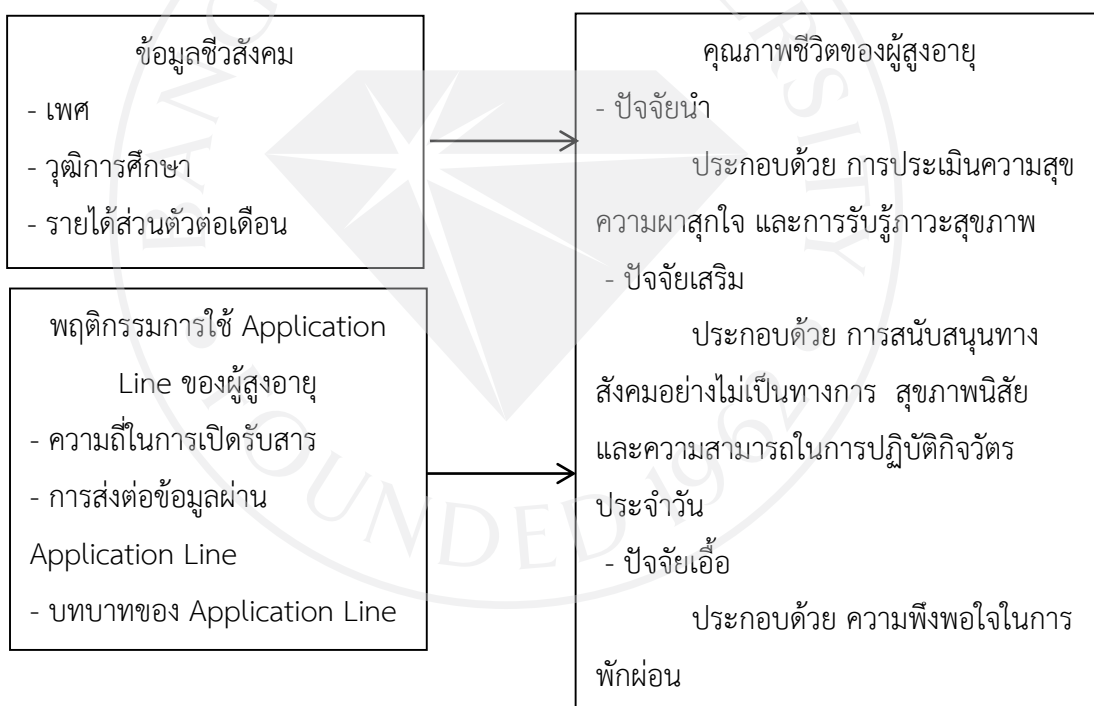 ข้อมูลชีวสังคม
- เพศ
- วุฒิการศึกษา
- รายได้ส่วนตัวต่อเดือน
พฤติกรรมการใช้ Application
Line ของผู้สูงอายุ
- ความถี่ในการเปิดรับสาร
- การส่งต่อข้อมูลผ่าน
Application Line
- บทบาทของ Application Line
คุณภาพชีวิตของผู้สูงอายุ
- ปัจจัยนำ
ประกอบด้วย การประเมินความสุข
ความผาสุกใจ และการรับรู้ภาวะสุขภาพ
- ปัจจัยเสริม
ประกอบด้วย การสนับสนุนทาง
สังคมอย่างไม่เป็นทางการ สุขภาพนิสัย
และความสามารถในการปฏิบัติกิจวัตร
ประจำวัน
- ปัจจัยเอื้อ
ประกอบด้วย ความพึงพอใจในการ
พักผ่อน
FOUNDED 1962